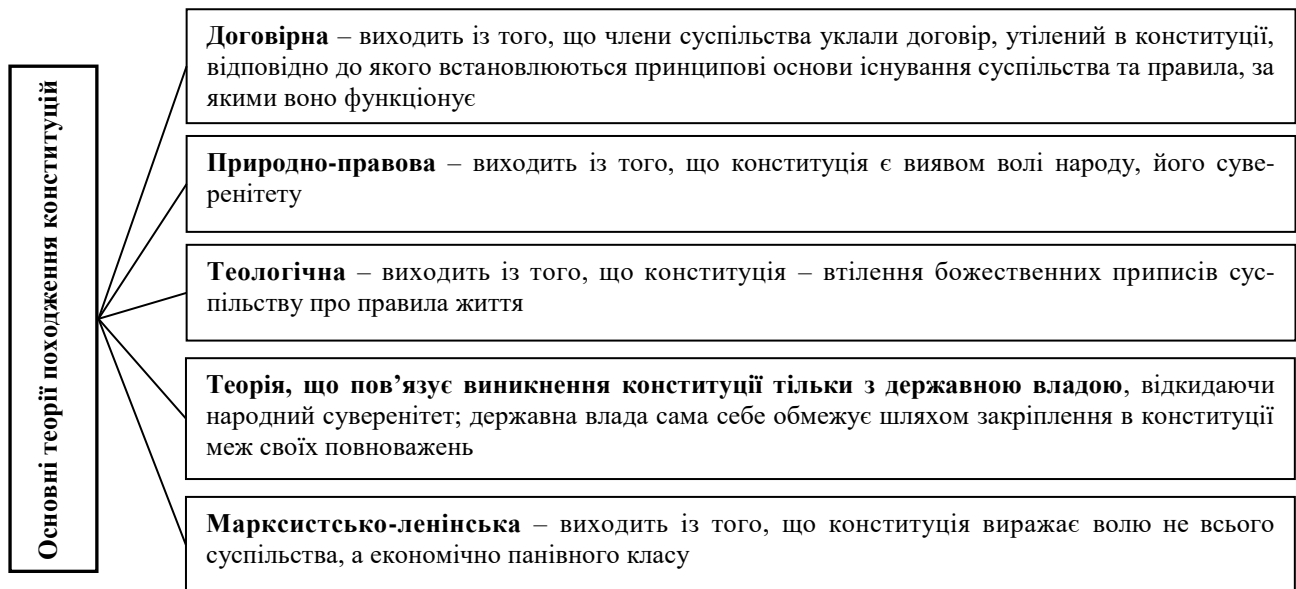 Основні теорії походження конституцій
Договірна – виходить із того, що члени суспільства уклали договір, утілений в конституції,
відповідно до якого встановлюються принципові основи існування суспільства та правила, за
якими воно функціонує
Природно-правова – виходить із того, що конституція є виявом волі народу, його суве-
ренітету
Теологічна – виходить із того, що конституція – втілення божественних приписів сус-
пільству про правила життя
Теорія, що пов’язує виникнення конституції тільки з державною владою, відкидаючи
народний суверенітет; державна влада сама себе обмежує шляхом закріплення в конституції
меж своїх повноважень
Марксистсько-ленінська – виходить із того, що конституція виражає волю не всього
суспільства, а економічно панівного класу